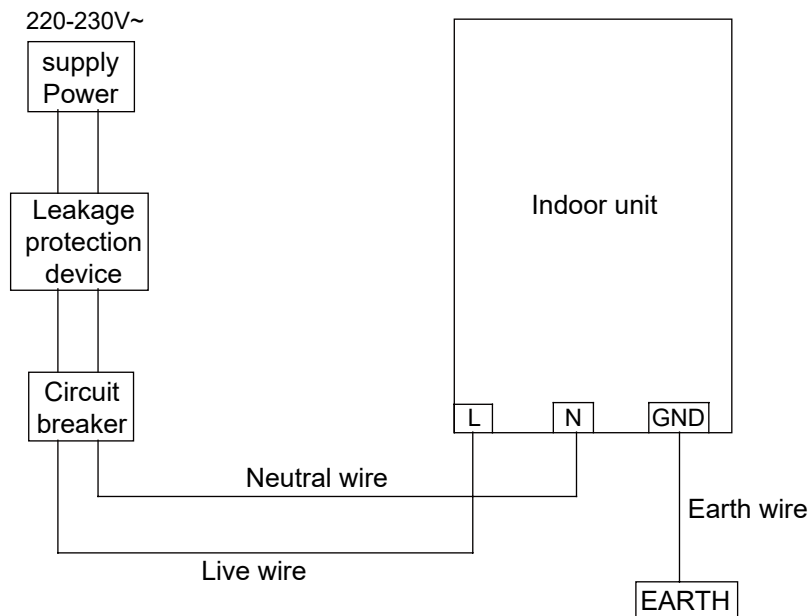 220-230V~
supply
Power
Leakage
protection
device
Circuit
breaker
Indoor unit
L
N
GND
Neutral wire
Earth wire
Live wire
EARTH